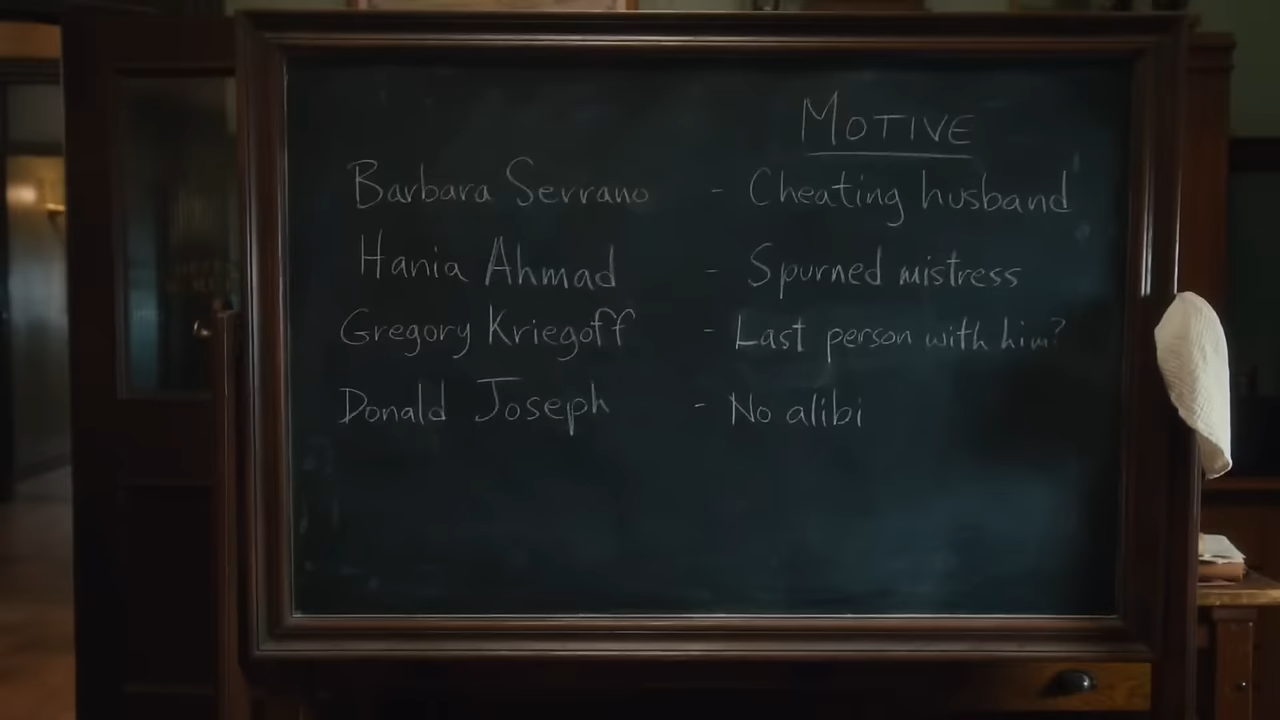 MOTIVE
Barbara Serrano - Cheating husband
Hania Ahmad - Spurned mistress
Gregory Kriegoff - Last person with him?
Donald Joseph - No alibi